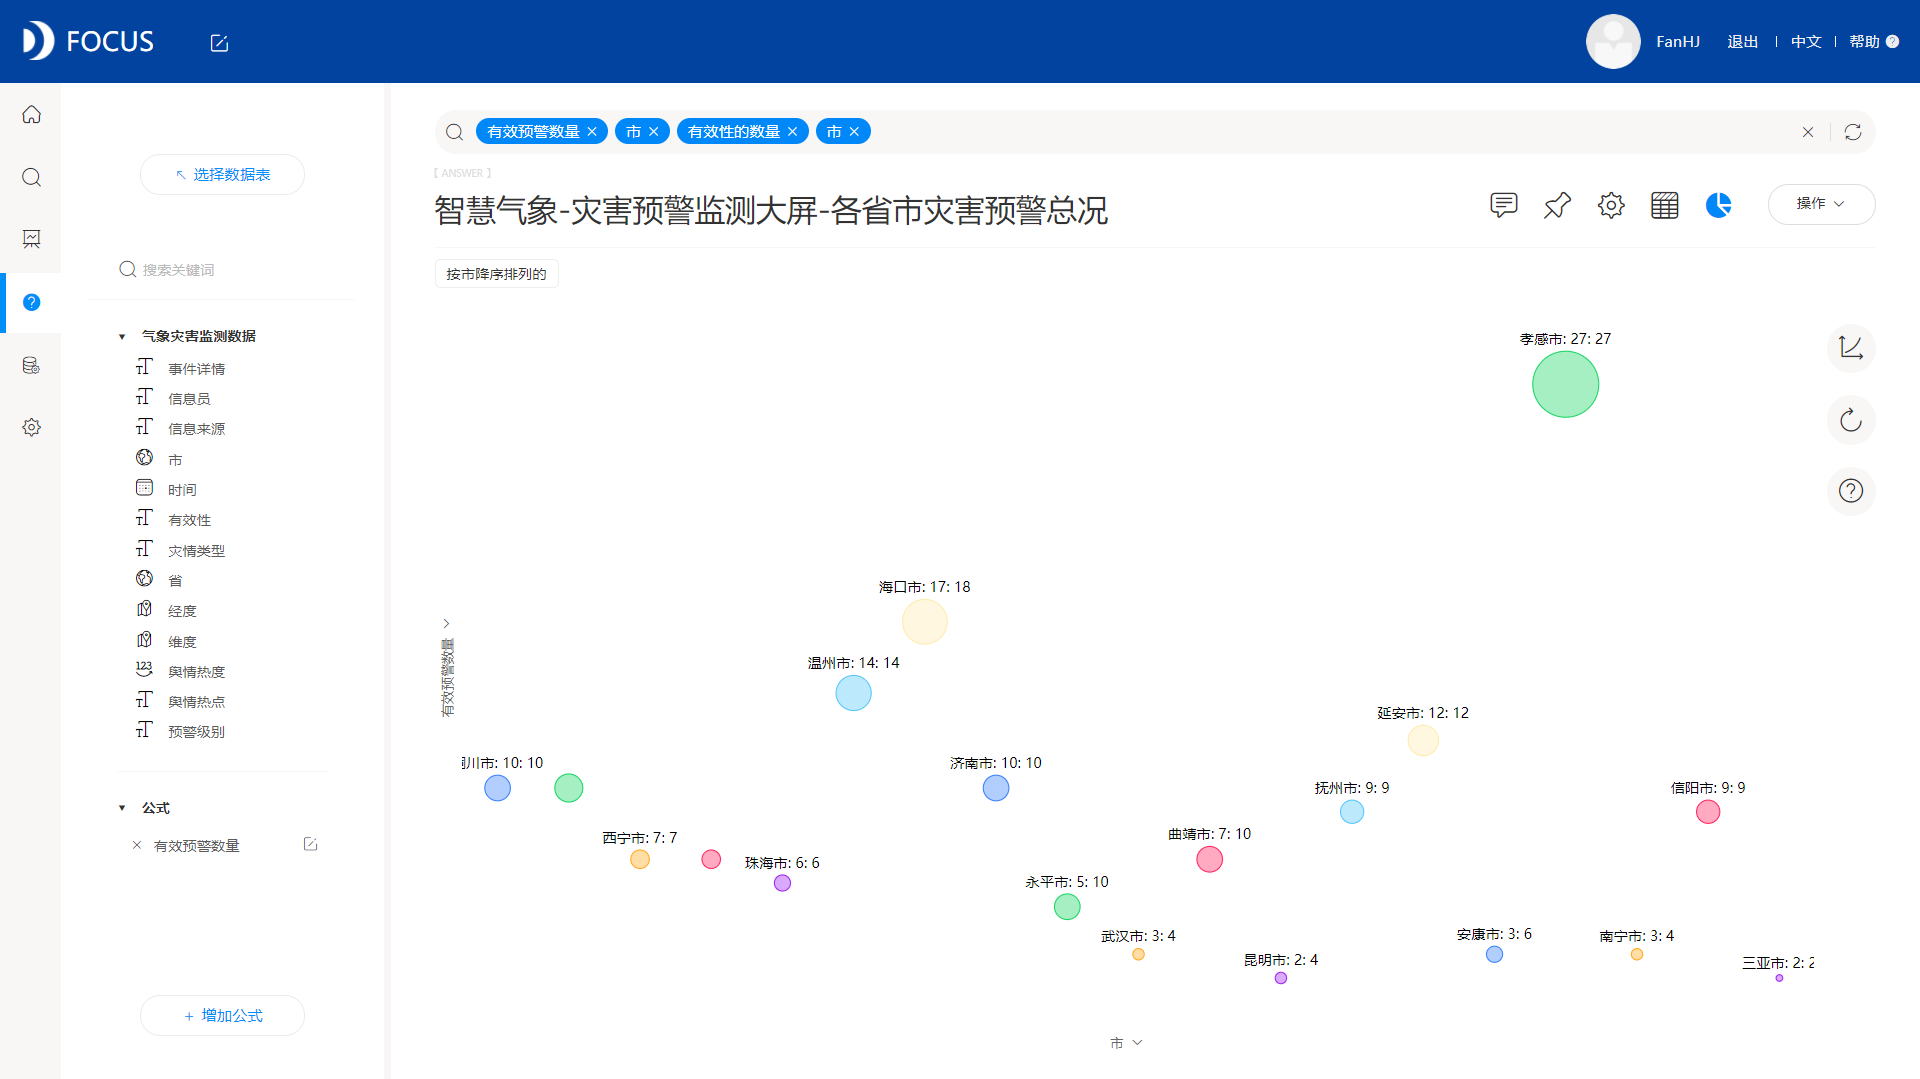 FOCUS
FanHJ 退出 中文 帮助
选择数据表
搜索关键词
气象灾害监测数据
事件详情
信息员
信息来源
市
时间
有效性
灾情类型
省
经度
维度
舆情热度
舆情热点
预警级别
公式
有效预警数量
+ 增加公式
有效预警数量 市 有效性的数量 市
【 ANSWER 】
智慧气象-灾害预警监测大屏-各省市灾害预警总况
操作
按市降序排列的
孝感市: 27: 27
海口市: 17: 18
温州市: 14: 14
延安市: 12: 12
川市: 10: 10
济南市: 10: 10
抚州市: 9: 9
信阳市: 9: 9
西宁市: 7: 7
曲靖市: 7: 10
珠海市: 6: 6
永平市: 5: 10
武汉市: 3: 4
安康市: 3: 6
南宁市: 3: 4
昆明市: 2: 4
三亚市: 2: 2
有效预警数量
市